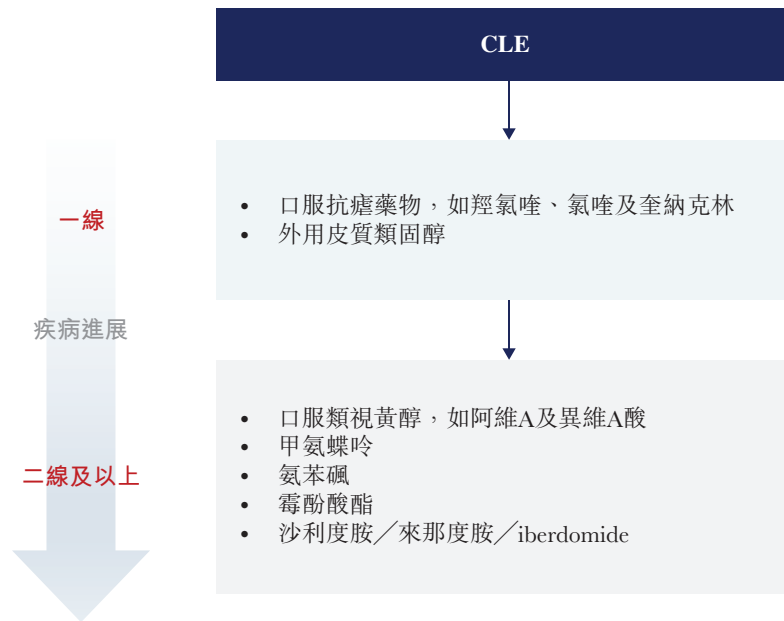 CLE
一線
• 口服抗瘧藥物，如羥氯喹、氯喹及奎納克林
• 外用皮質類固醇
疾病進展
二線及以上
• 口服類視黃醇，如阿維A及異維A酸
• 甲氨蝶呤
• 氨苯碸
• 霉酚酸酯
• 沙利度胺／來那度胺／iberdomide